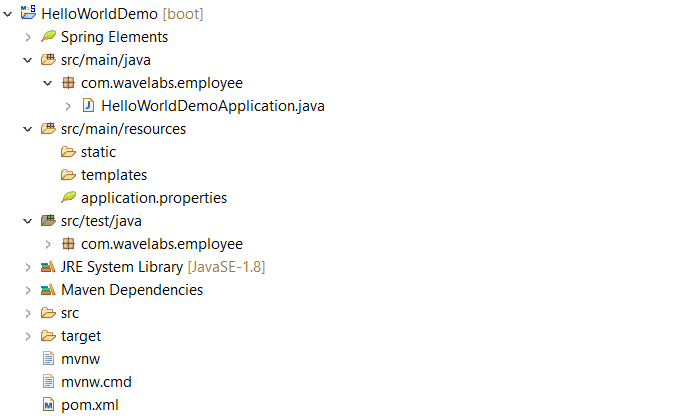 HelloWorldDemo [boot]
Spring Elements
src/main/java
com.wavelabs.employee
HelloWorldDemoApplication.java
src/main/resources
static
templates
application.properties
src/test/java
com.wavelabs.employee
JRE System Library [JavaSE-1.8]
Maven Dependencies
src
target
mvnw
mvnw.cmd
pom.xml